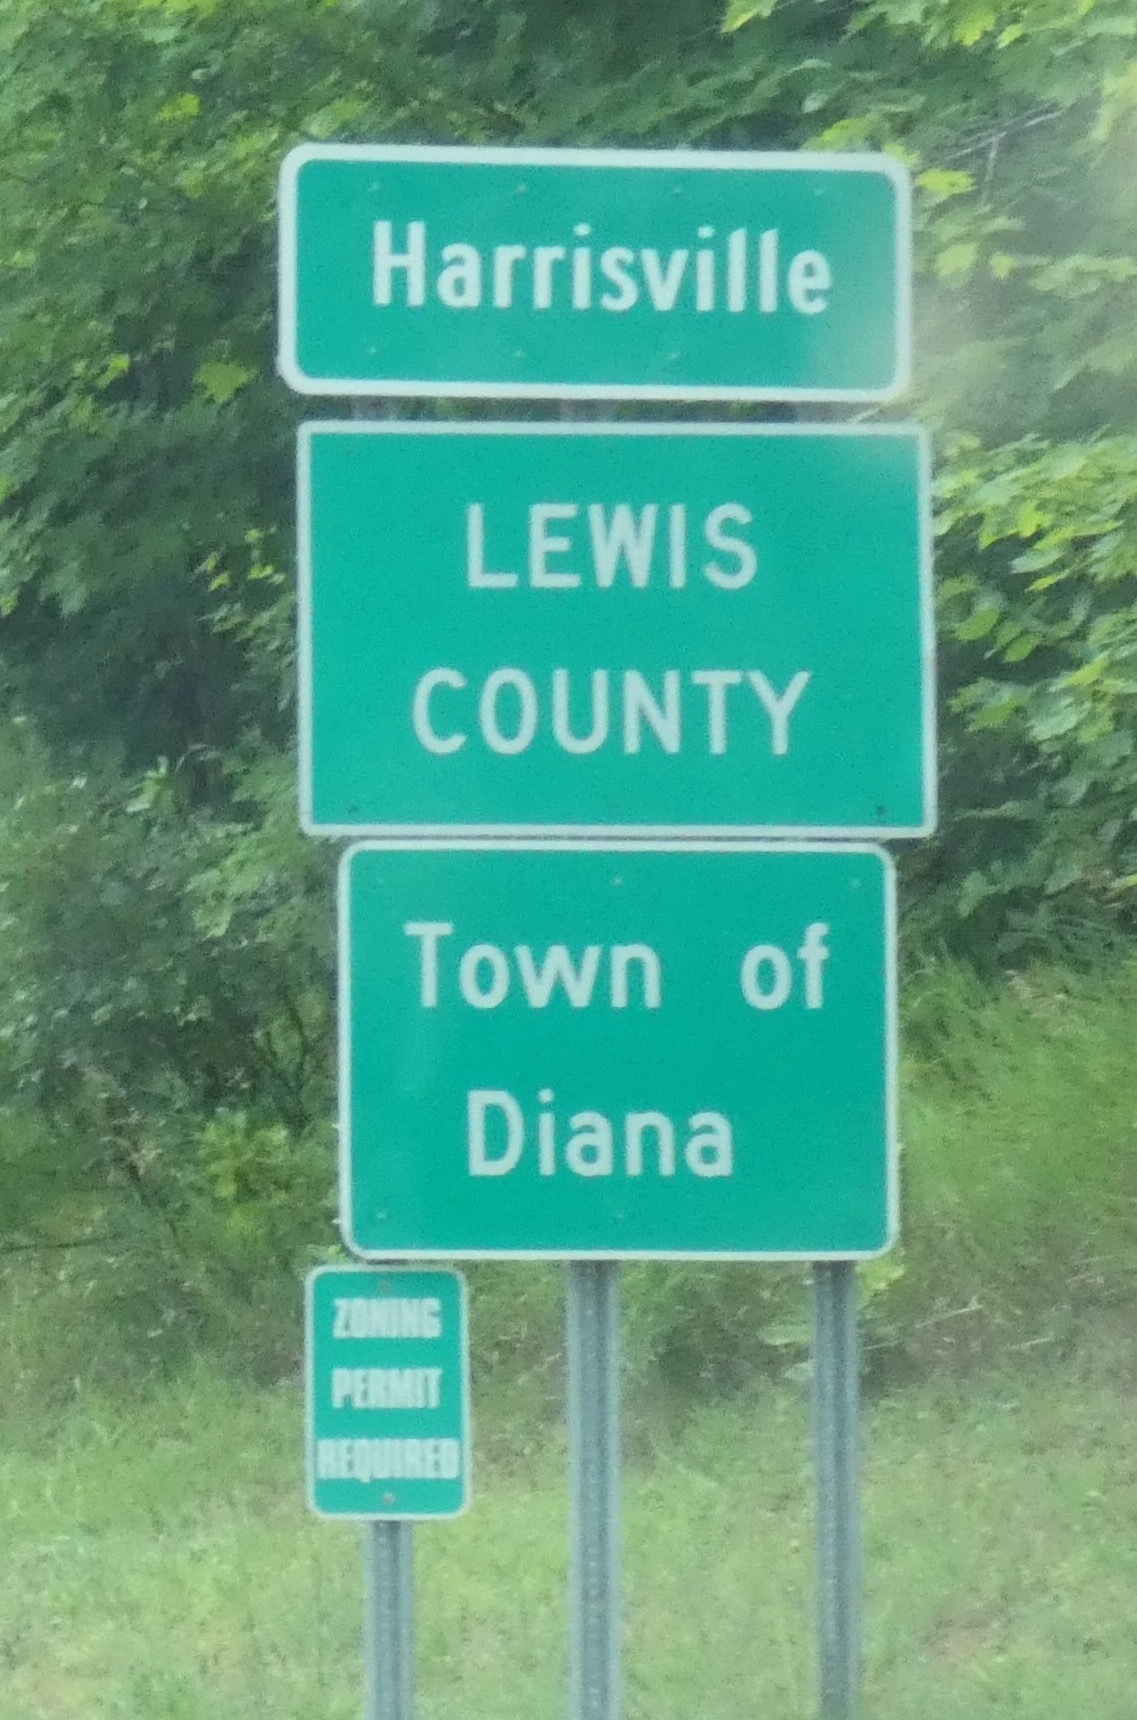 Harrisville
LEWIS
COUNTY
Town of
Diana
ZONING
PERMIT
REQUIRED